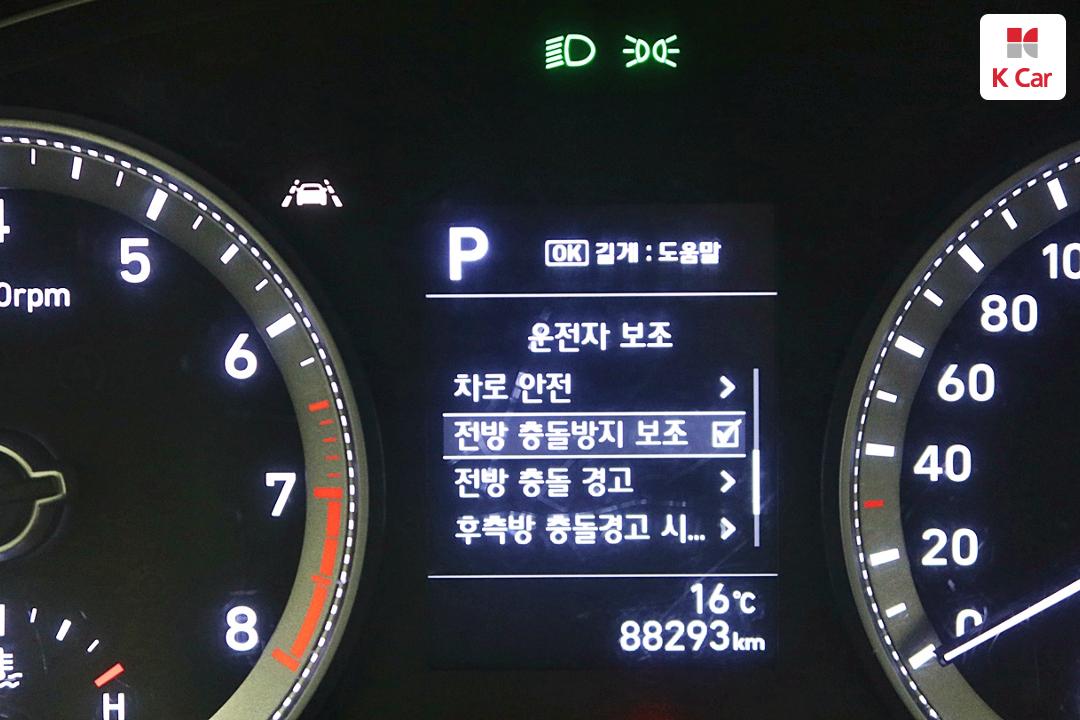 K Car
P
OK 길게 : 도움말
운전자 보조
차로 안전
전방 충돌방지 보조
전방 충돌 경고
후측방 충돌경고 시...
16℃
88293km
4
5
6
7
8
0rpm
H
10
80
60
40
20
0